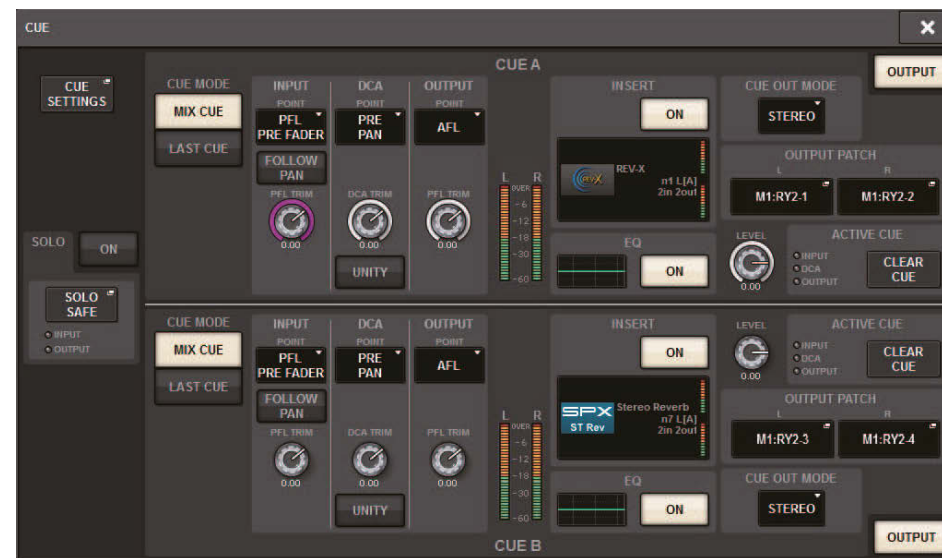 CUE
CUE SETTINGS
SOLO
ON
SOLO SAFE
INPUT
OUTPUT
CUE A
CUE MODE
MIX CUE
LAST CUE
INPUT
POINT
PFL
PRE FADER
FOLLOW PAN
PFL TRIM
0.00
DCA
POINT
PRE PAN
DCA TRIM
0.00
UNITY
OUTPUT
POINT
AFL
PFL TRIM
0.00
L R
OVER
-6
-12
-18
-30
-60
INSERT
ON
REV-X
n1 L[A]
2in 2out
EQ
ON
CUE OUT MODE
STEREO
OUTPUT
OUTPUT PATCH
L R
M1:RY2-1
M1:RY2-2
LEVEL
0.00
ACTIVE CUE
INPUT
DCA
OUTPUT
CLEAR CUE
CUE MODE
MIX CUE
LAST CUE
INPUT
POINT
PFL
PRE FADER
FOLLOW PAN
PFL TRIM
0.00
DCA
POINT
PRE PAN
DCA TRIM
0.00
UNITY
OUTPUT
POINT
AFL
PFL TRIM
0.00
L R
OVER
-6
-12
-18
-30
-60
INSERT
ON
SPX
ST Rev
Stereo Reverb
n7 L[A]
2in 2out
EQ
ON
LEVEL
0.00
ACTIVE CUE
INPUT
DCA
OUTPUT
CLEAR CUE
OUTPUT PATCH
L R
M1:RY2-3
M1:RY2-4
CUE OUT MODE
STEREO
OUTPUT
CUE B